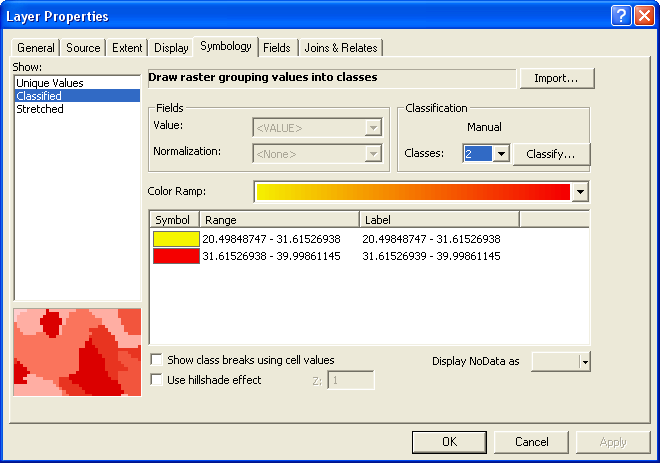 Layer Properties
General Source Extent Display Symbology Fields Joins & Relates
Show:
Unique Values
Classified
Stretched
Draw raster grouping values into classes
Import...
Fields
Value: <VALUE>
Normalization: <None>
Classification
Manual
Classes: 2 Classify...
Color Ramp:
Symbol Range Label
20.49848747 - 31.61526938 20.49848747 - 31.61526938
31.61526938 - 39.99861145 31.61526939 - 39.99861145
Show class breaks using cell values
Display NoData as
Use hillshade effect Z: 1
OK Cancel Apply